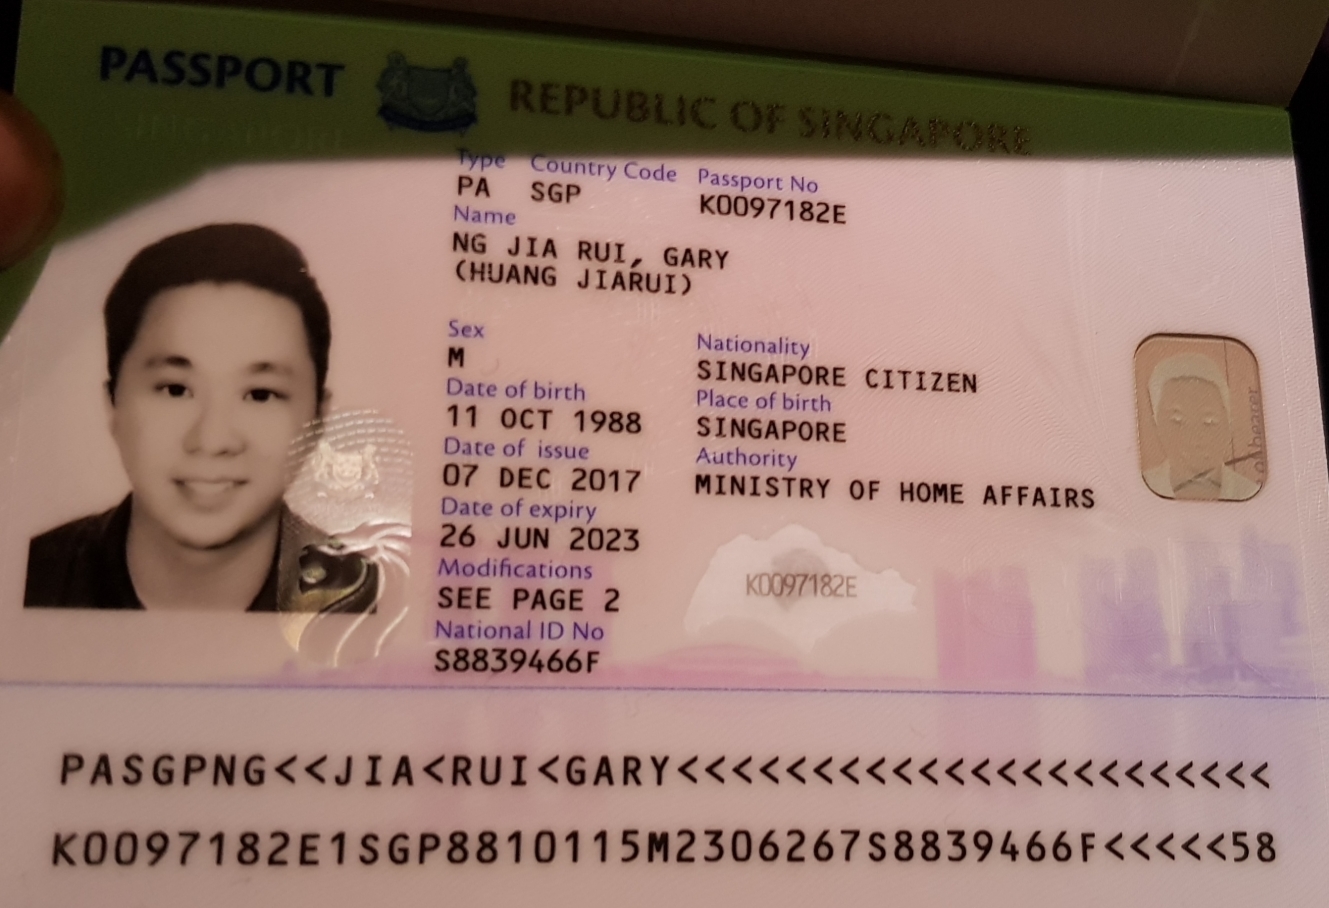 PASSPORT REPUBLIC OF SINGAPORE
Type Country Code Passport No
PA SGP K0097182E
Name
NG JIA RUI, GARY
(HUANG JIARUI)
Sex Nationality
M SINGAPORE CITIZEN
Date of birth Place of birth
11 OCT 1988 SINGAPORE
Date of issue Authority
07 DEC 2017 MINISTRY OF HOME AFFAIRS
Date of expiry
26 JUN 2023
Modifications
SEE PAGE 2
K0097182E
National ID No
S8839466F
PASGPNG<<JIA<RUI<GARY<<<<<<<<<<<<<<<<<<<<<<<
K0097182E1SGP8810115M2306267S8839466F<<<<<58